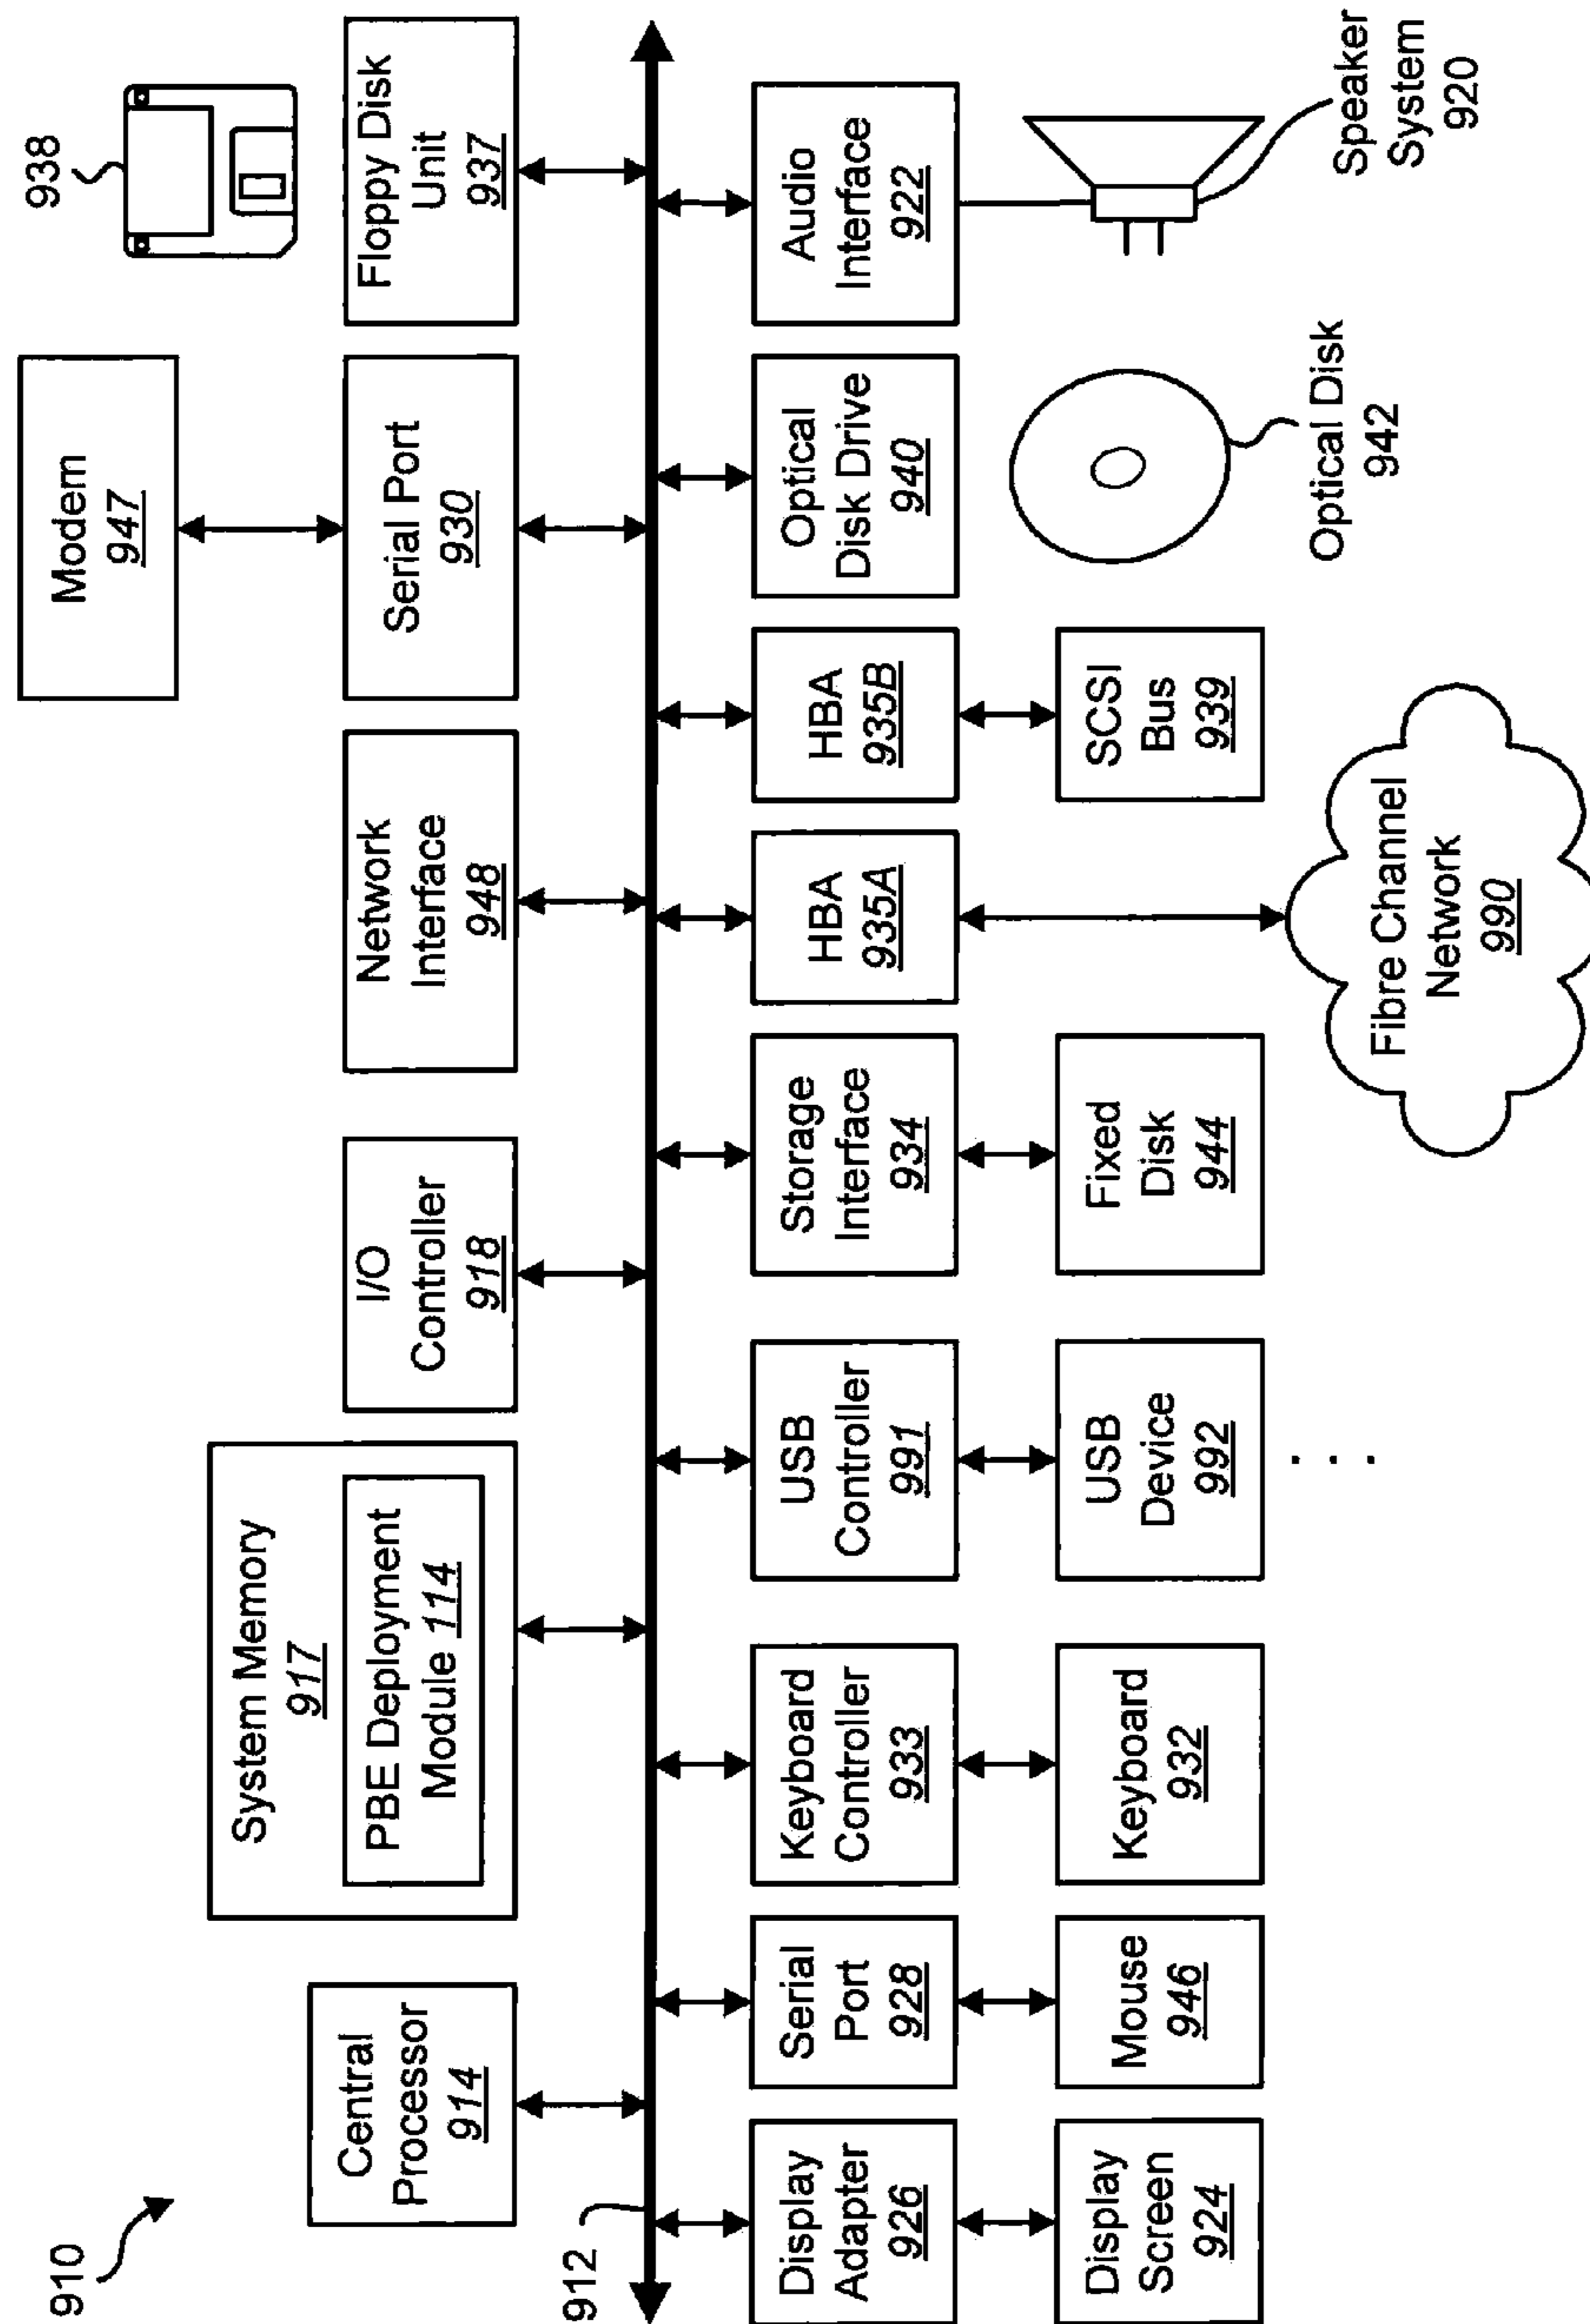 910
Central
Processor
914
System Memory
917
PBE Deployment
Module 114
I/O
Controller
918
Network
Interface
948
Modem
947
Serial Port
930
938
Floppy Disk
Unit
937
912
Display
Adapter
926
Serial
Port
928
Keyboard
Controller
933
USB
Controller
991
Storage
Interface
934
HBA
935A
HBA
935B
Optical
Disk Drive
940
Audio
Interface
922
Display
Screen
924
Mouse
946
Keyboard
932
USB
Device
992
. . .
Fixed
Disk
944
Fibre Channel
Network
990
SCSI
Bus
939
Optical Disk
942
Speaker
System
920